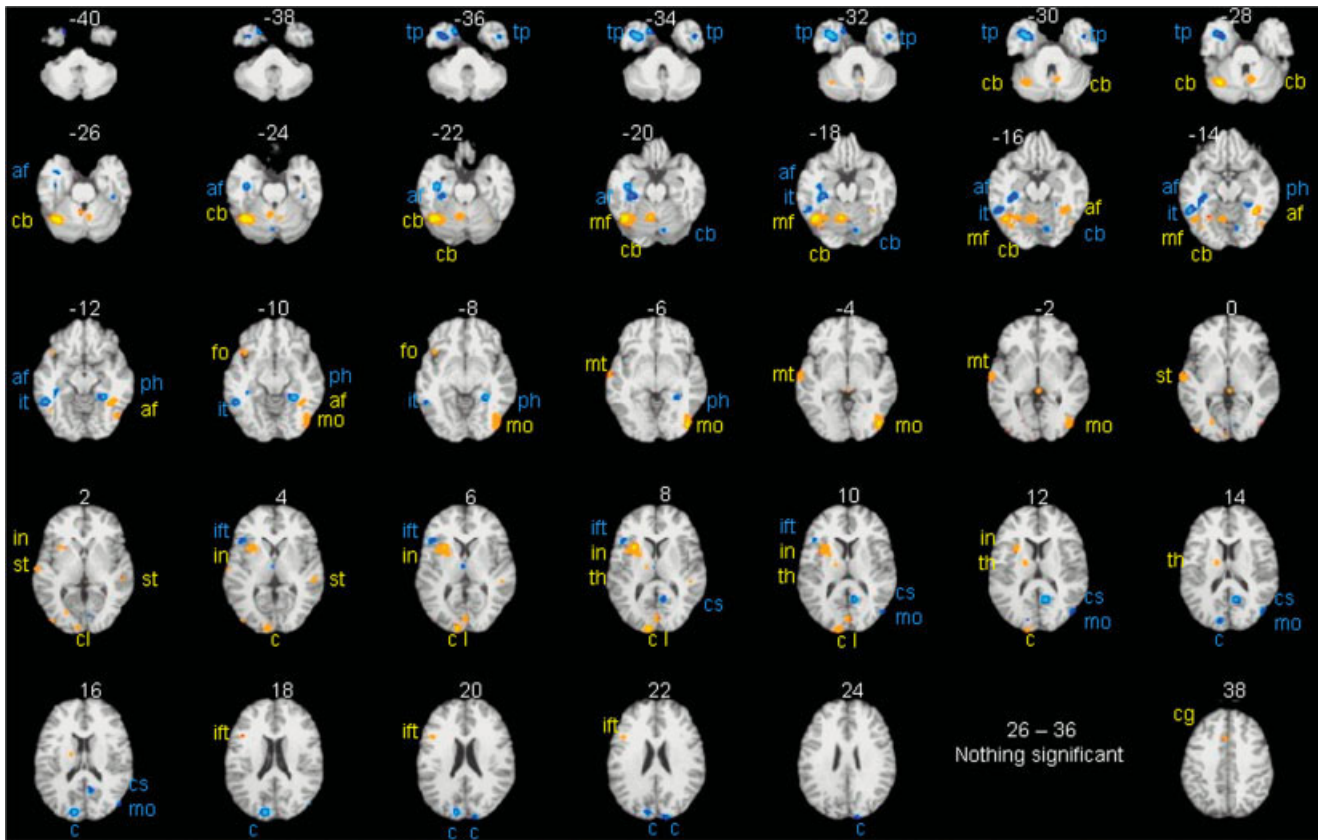 -40 -38 -36 -34 -32 -30 -28
tp tp tp tp tp tp tp tp tp
cb cb cb cb
-26 -24 -22 -20 -18 -16 -14
af af af af af af af ph
it it it
cb cb cb mf mf af mf af
cb cb cb cb cb cb cb
-12 -10 -8 -6 -4 -2 0
fo fo mt mt mt st
af ph ph ph ph
it af it af it
mo mo mo mo mo
2 4 6 8 10 12 14
in ift ift ift ift in
st st in in in in th
th th
cs cs cs cs
mo mo mo
cl c c l c l c l c c
16 18 20 22 24 38
ift ift ift cg
26 – 36
Nothing significant
cs
mo
c c c c c c